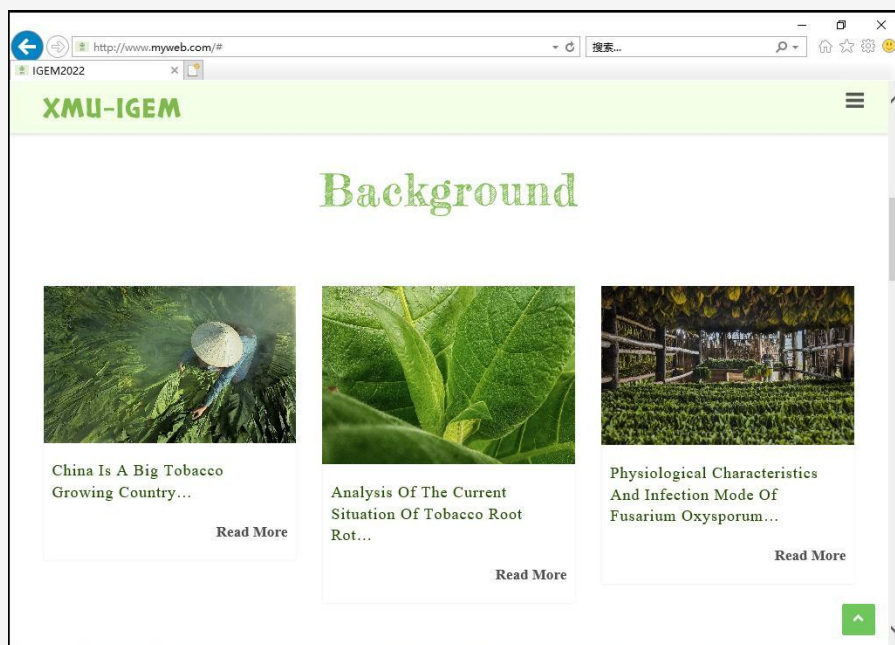 http://www.myweb.com/#
搜索...
IGEM2022
XMU-IGEM
Background
China Is A Big Tobacco
Growing Country...
Read More
Analysis Of The Current
Situation Of Tobacco Root
Rot...
Read More
Physiological Characteristics
And Infection Mode Of
Fusarium Oxysporum...
Read More